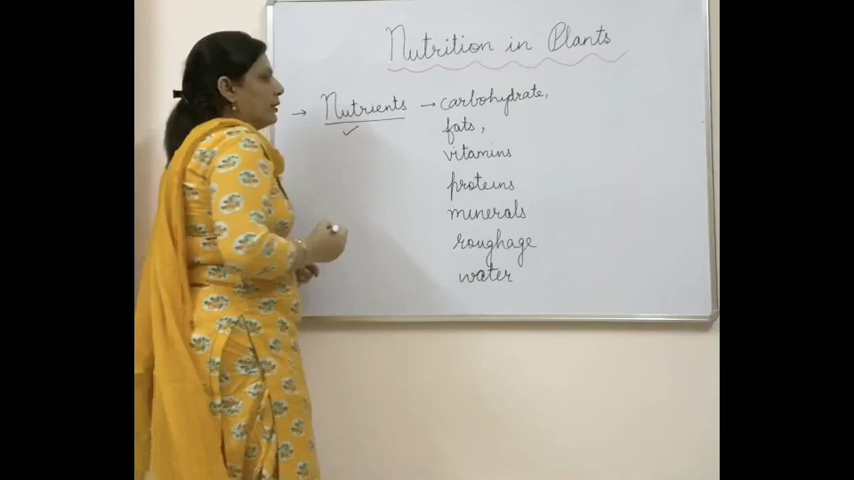 Nutrition in Plants
→ Nutrients → carbohydrate,
fats,
vitamins
proteins
minerals
roughage
water